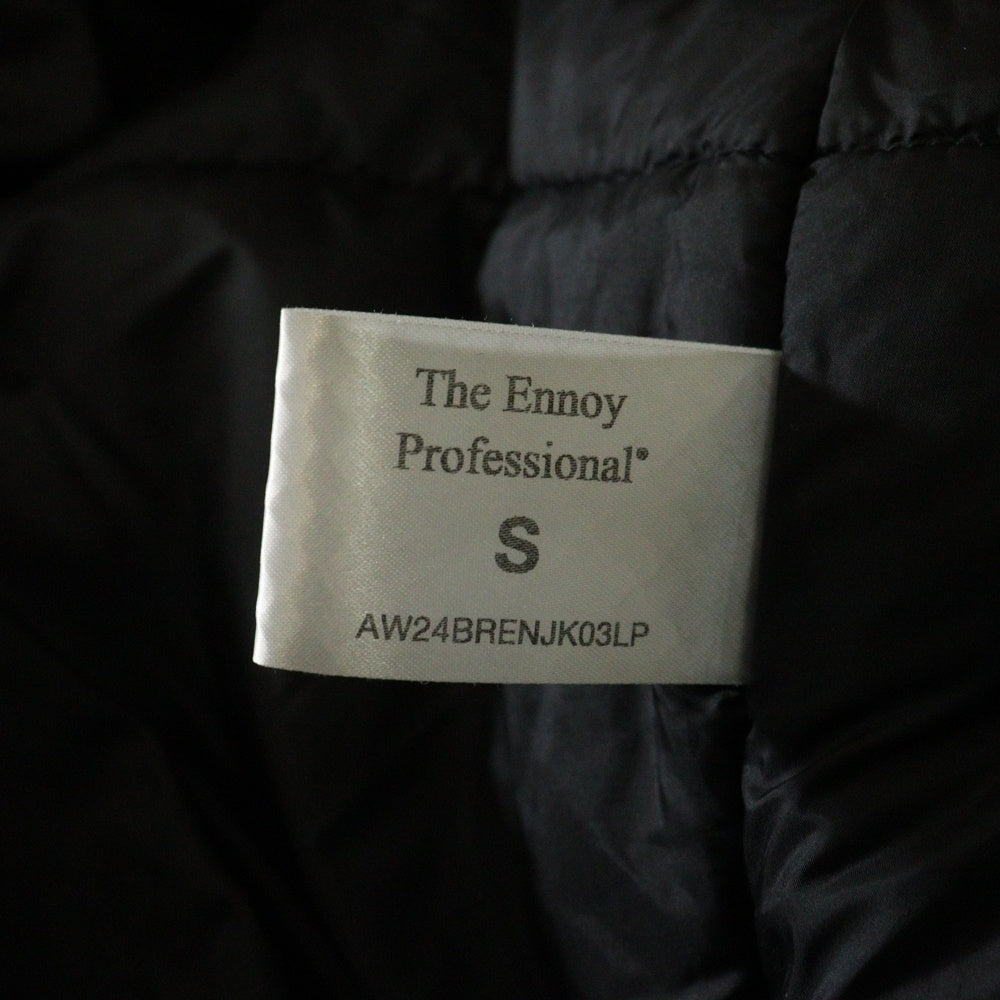 The Ennoy
Professional®
S
AW24BRENJK03LP